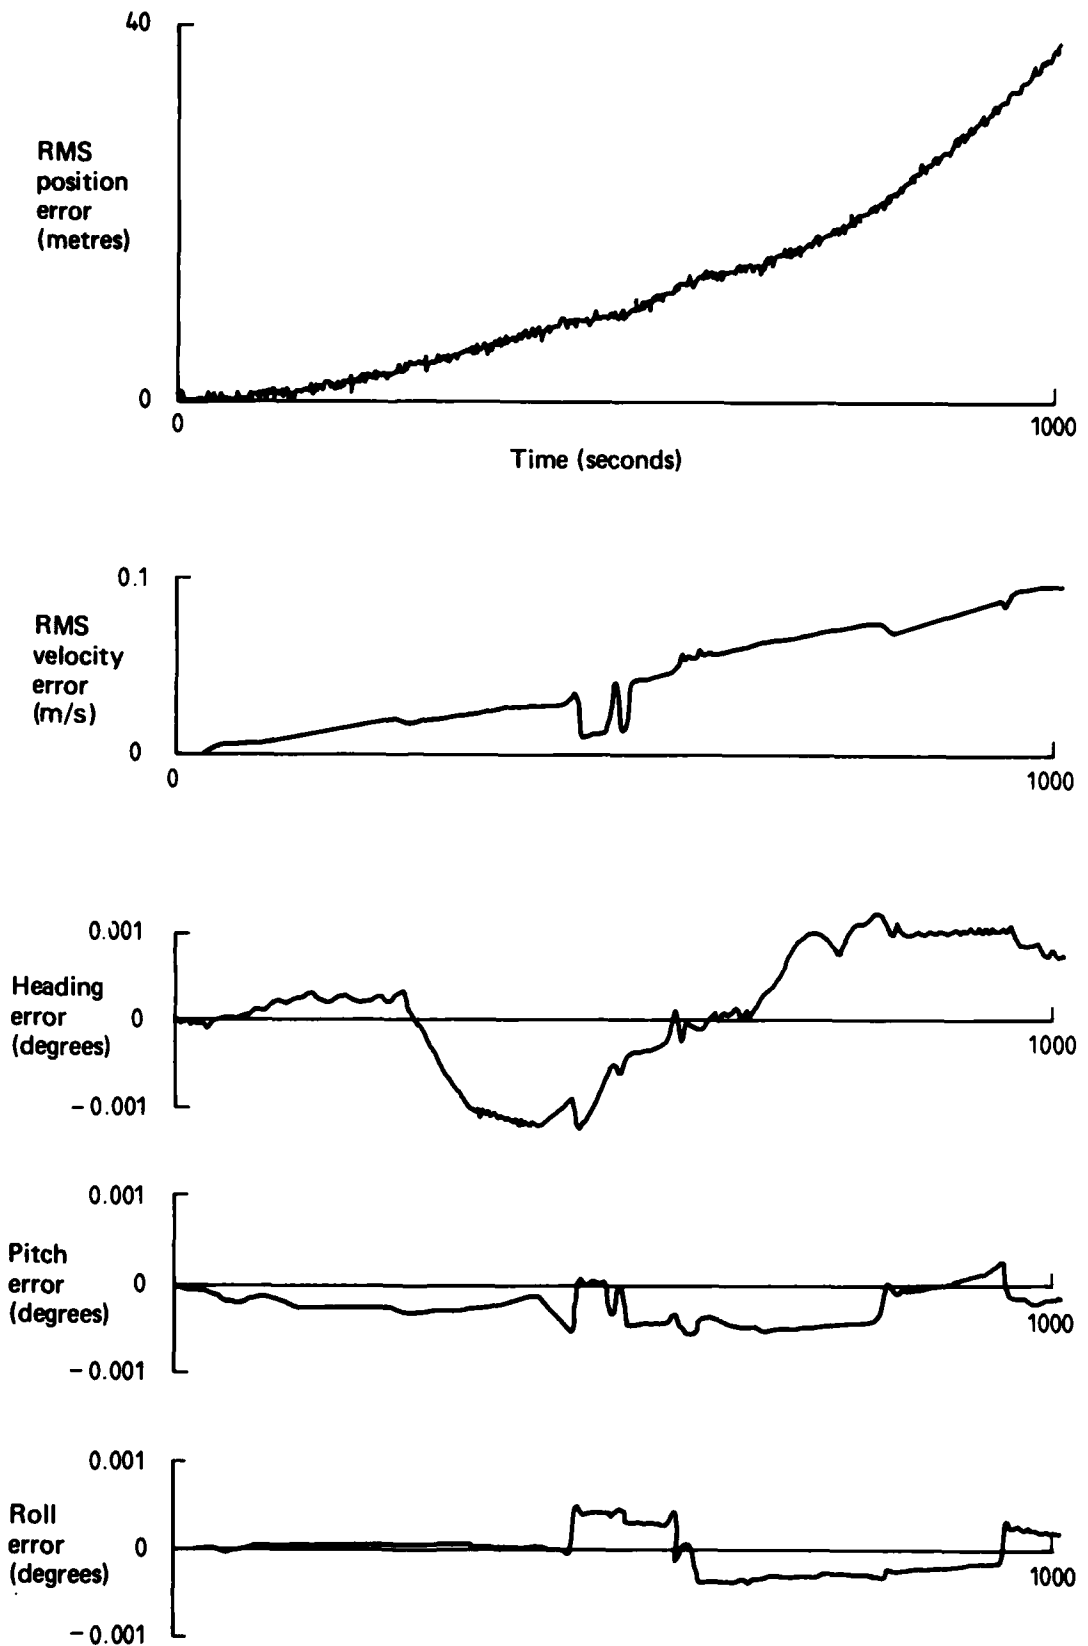 40
RMS
position
error
(metres)
0
0
1000
Time (seconds)
0.1
RMS
velocity
error
(m/s)
0
0
1000
0.001
Heading
error
(degrees)
0
1000
−0.001
0.001
Pitch
error
(degrees)
0
1000
−0.001
0.001
Roll
error
(degrees)
0
1000
−0.001